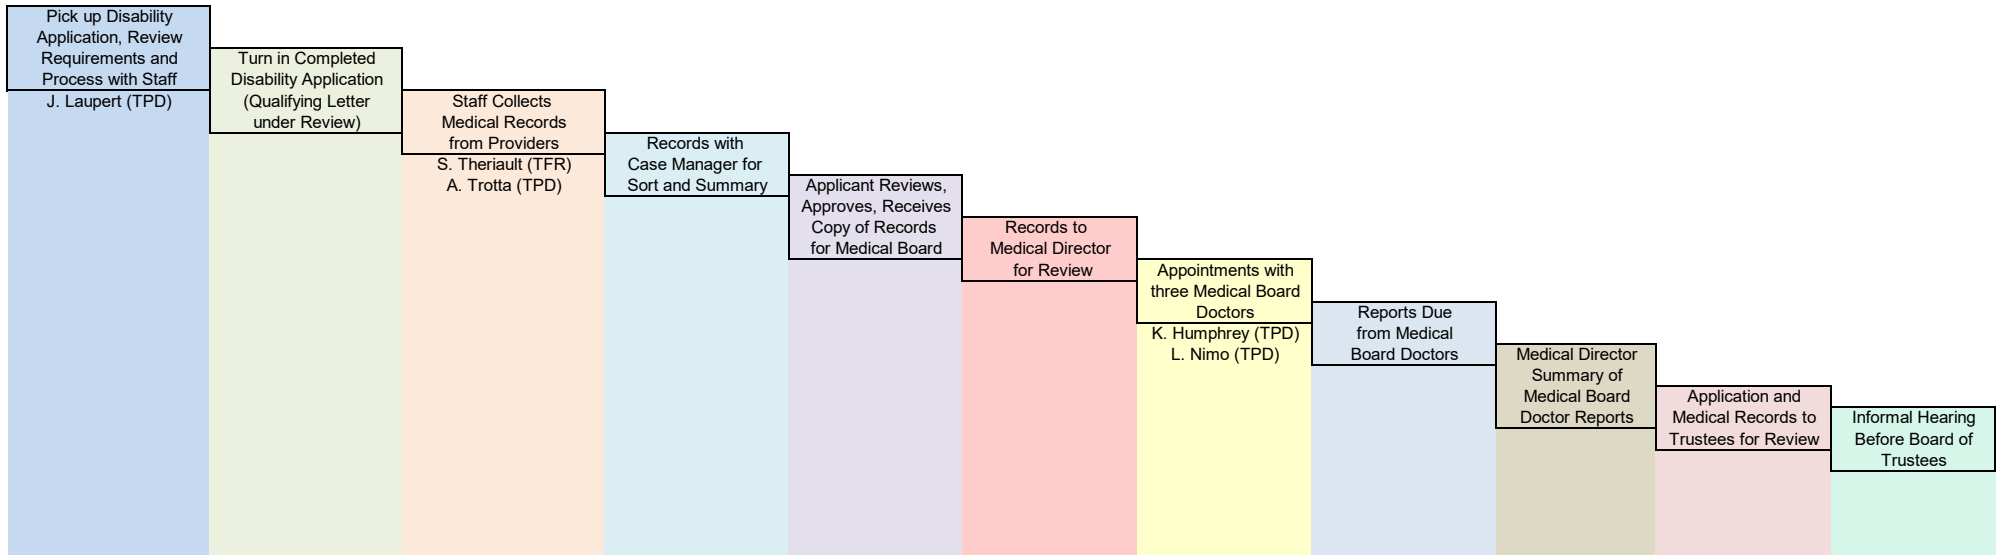 Pick up Disability
Application, Review
Requirements and
Process with Staff
J. Laupert (TPD)
Turn in Completed
Disability Application
(Qualifying Letter
under Review)
Staff Collects
Medical Records
from Providers
S. Theriault (TFR)
A. Trotta (TPD)
Records with
Case Manager for
Sort and Summary
Applicant Reviews,
Approves, Receives
Copy of Records
for Medical Board
Records to
Medical Director
for Review
Appointments with
three Medical Board
Doctors
K. Humphrey (TPD)
L. Nimo (TPD)
Reports Due
from Medical
Board Doctors
Medical Director
Summary of
Medical Board
Doctor Reports
Application and
Medical Records to
Trustees for Review
Informal Hearing
Before Board of
Trustees